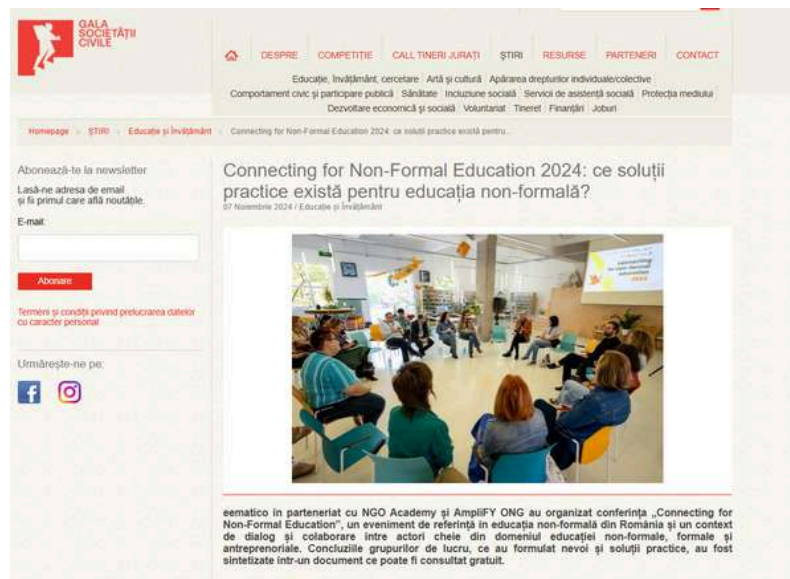 GALA
SOCIETĂȚII
CIVILE
DESPRE COMPETIȚIE CALL TINERI JURAȚI ȘTIRI RESURSE PARTENERI CONTACT
Educație, învățământ, cercetare Artă și cultură Apărarea drepturilor individuale/colective
Comportament civic și participare publică Sănătate Incluziune socială Servicii de asistență socială Protecția mediului
Dezvoltare economică și socială Voluntariat Tineret Finanțări Joburi
Homepage ȘTIRI Educație și Învățământ Connecting for Non-Formal Education 2024: ce soluții practice există pentru...
Abonează-te la newsletter
Lasă-ne adresa de email
și fii primul care află noutățile.
E-mail:
Abonare
Termeni și condiții privind prelucrarea datelor
cu caracter personal
Urmărește-ne pe:
Connecting for Non-Formal Education 2024: ce soluții
practice există pentru educația non-formală?
07 Noiembrie 2024 / Educație și Învățământ
connecting
for non-formal
education
eematico în parteneriat cu NGO Academy și AmpliFY ONG au organizat conferința „Connecting for
Non-Formal Education”, un eveniment de referință în educația non-formală din România și un context
de dialog și colaborare între actori cheie din domeniul educației non-formale, formale și
antreprenoriale. Concluziile grupurilor de lucru, ce au formulat nevoi și soluții practice, au fost
sintetizate într-un document ce poate fi consultat gratuit.